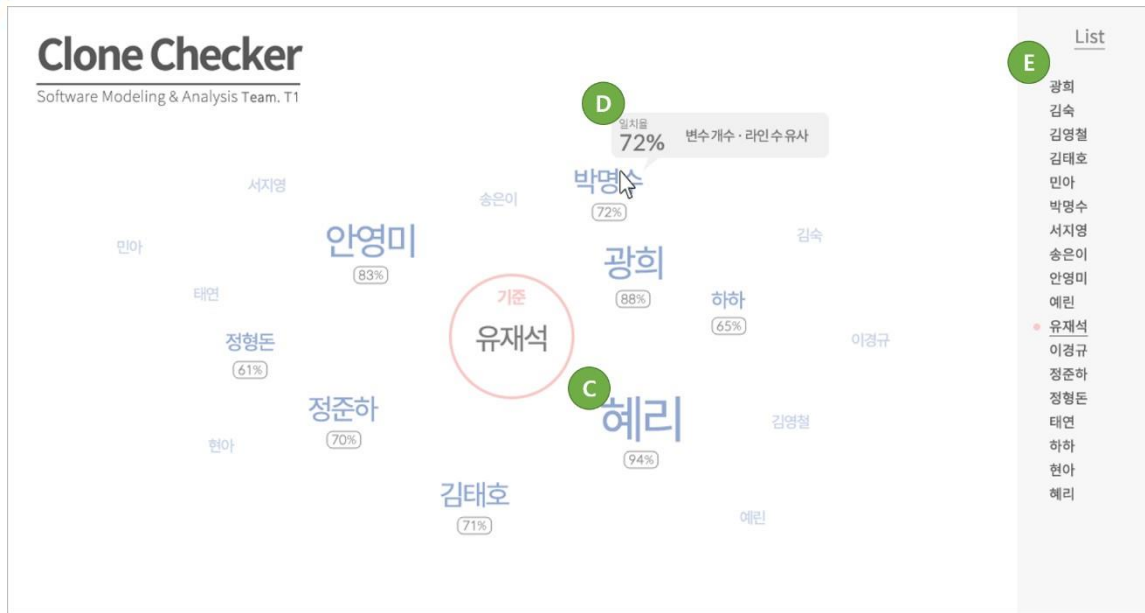 Clone Checker
Software Modeling & Analysis Team. T1
D
일치율
72%
변수 개수 · 라인 수 유사
서지영
송은이
박명수
72%
민아
안영미
83%
김숙
광희
88%
태연
기준
유재석
하하
65%
정형돈
61%
이경규
C
정준하
70%
혜리
94%
김영철
현아
김태호
71%
예린
List
E
광희
김숙
김영철
김태호
민아
박명수
서지영
송은이
안영미
예린
유재석
이경규
정준하
정형돈
태연
하하
현아
혜리